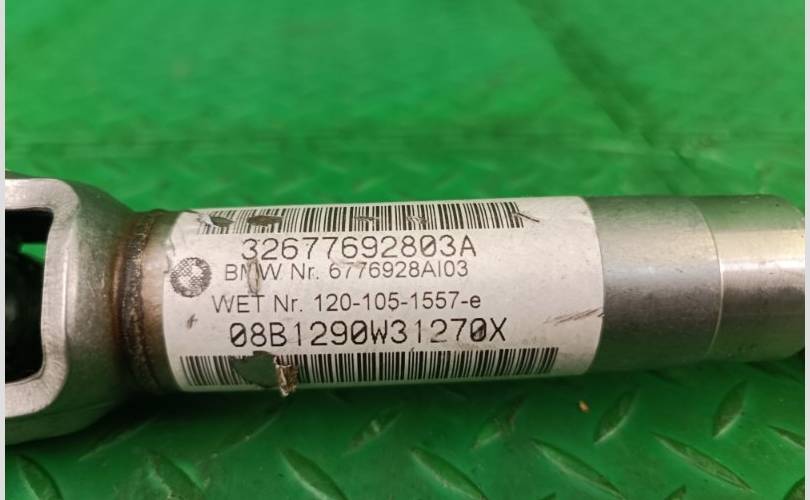 32677692803A
BMW Nr. 6776928AI03
WET Nr. 120-105-1557-e
08B1290W31270X